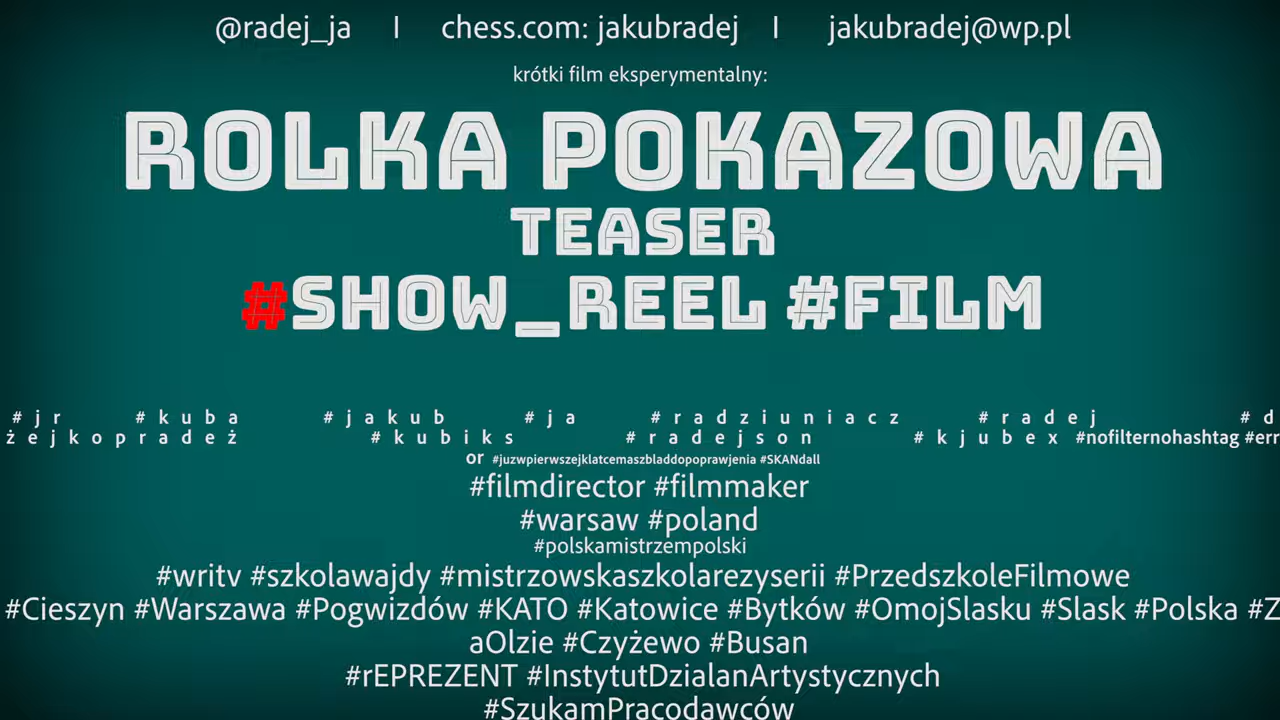 @radej_ja I chess.com: jakubradej I jakubradej@wp.pl
krótki film eksperymentalny:
ROLKA POKAZOWA
TEASER
#SHOW_REEL #FILM
#jr #kuba #jakub #ja #radziuniacz #radej #d
żejkopradeż #kubiks #radejson #kjubex #nofilternohashtag #err
or #juzwpierwszejklatcemaszbladdopoprawjenia #SKANdall
#filmdirector #filmmaker
#warsaw #poland
#polskamistrzempolski
#writv #szkolawajdy #mistrzowskaszkolarezyserii #PrzedszkoleFilmowe
#Cieszyn #Warszawa #Pogwizdów #KATO #Katowice #Bytków #OmojSlasku #Slask #Polska #Z
aOlzie #Czyżewo #Busan
#rEPREZENT #InstytutDzialanArtystycznych
#SzukamPracodawców